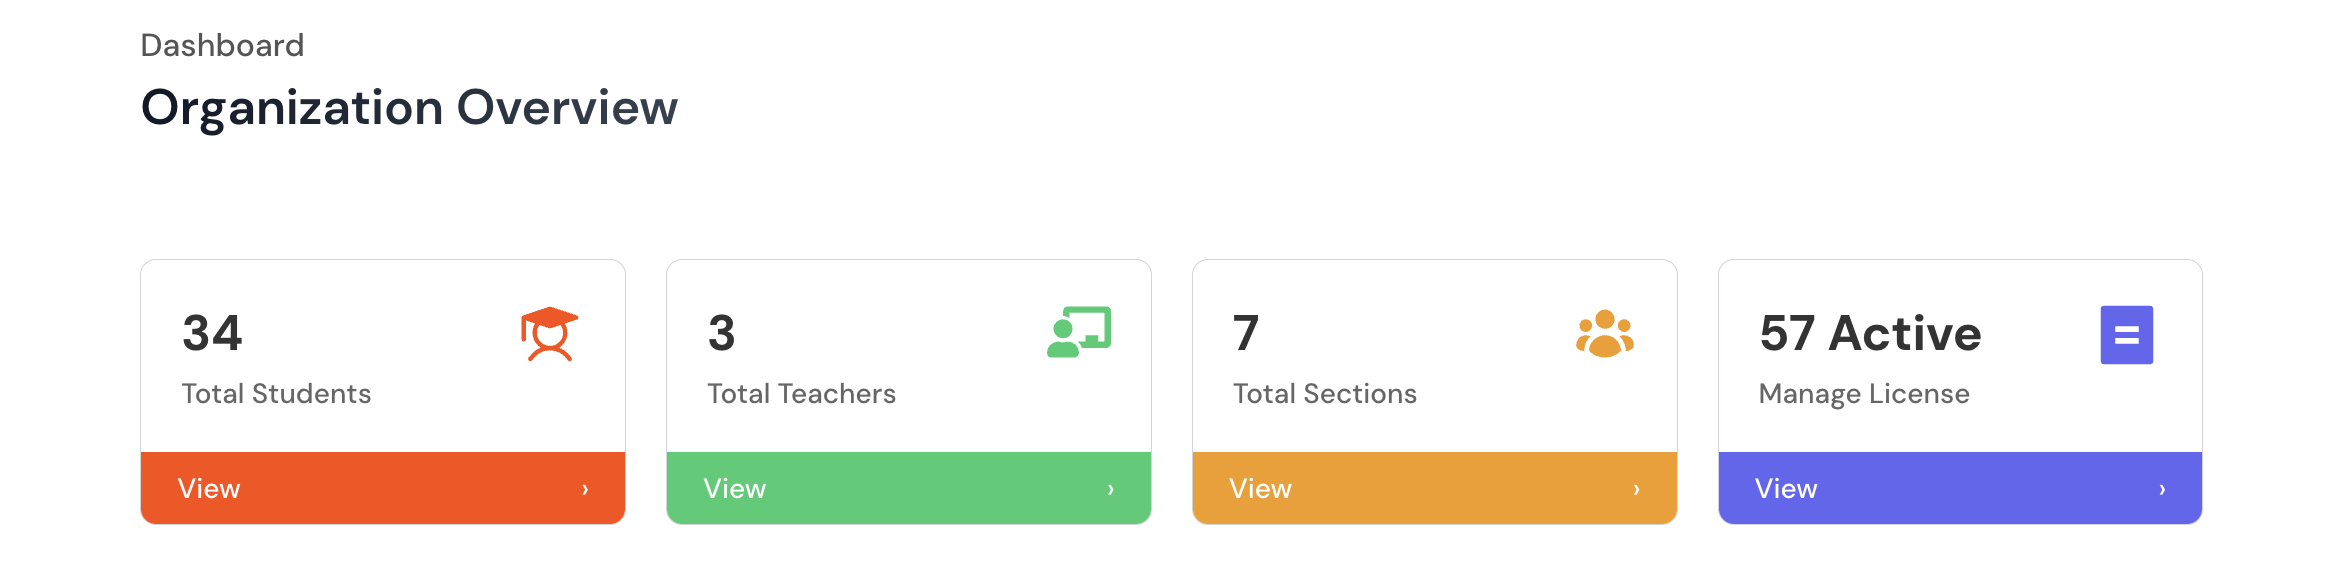 Dashboard
Organization Overview
34
Total Students
View ›
3
Total Teachers
View ›
7
Total Sections
View ›
57 Active
Manage License
View ›